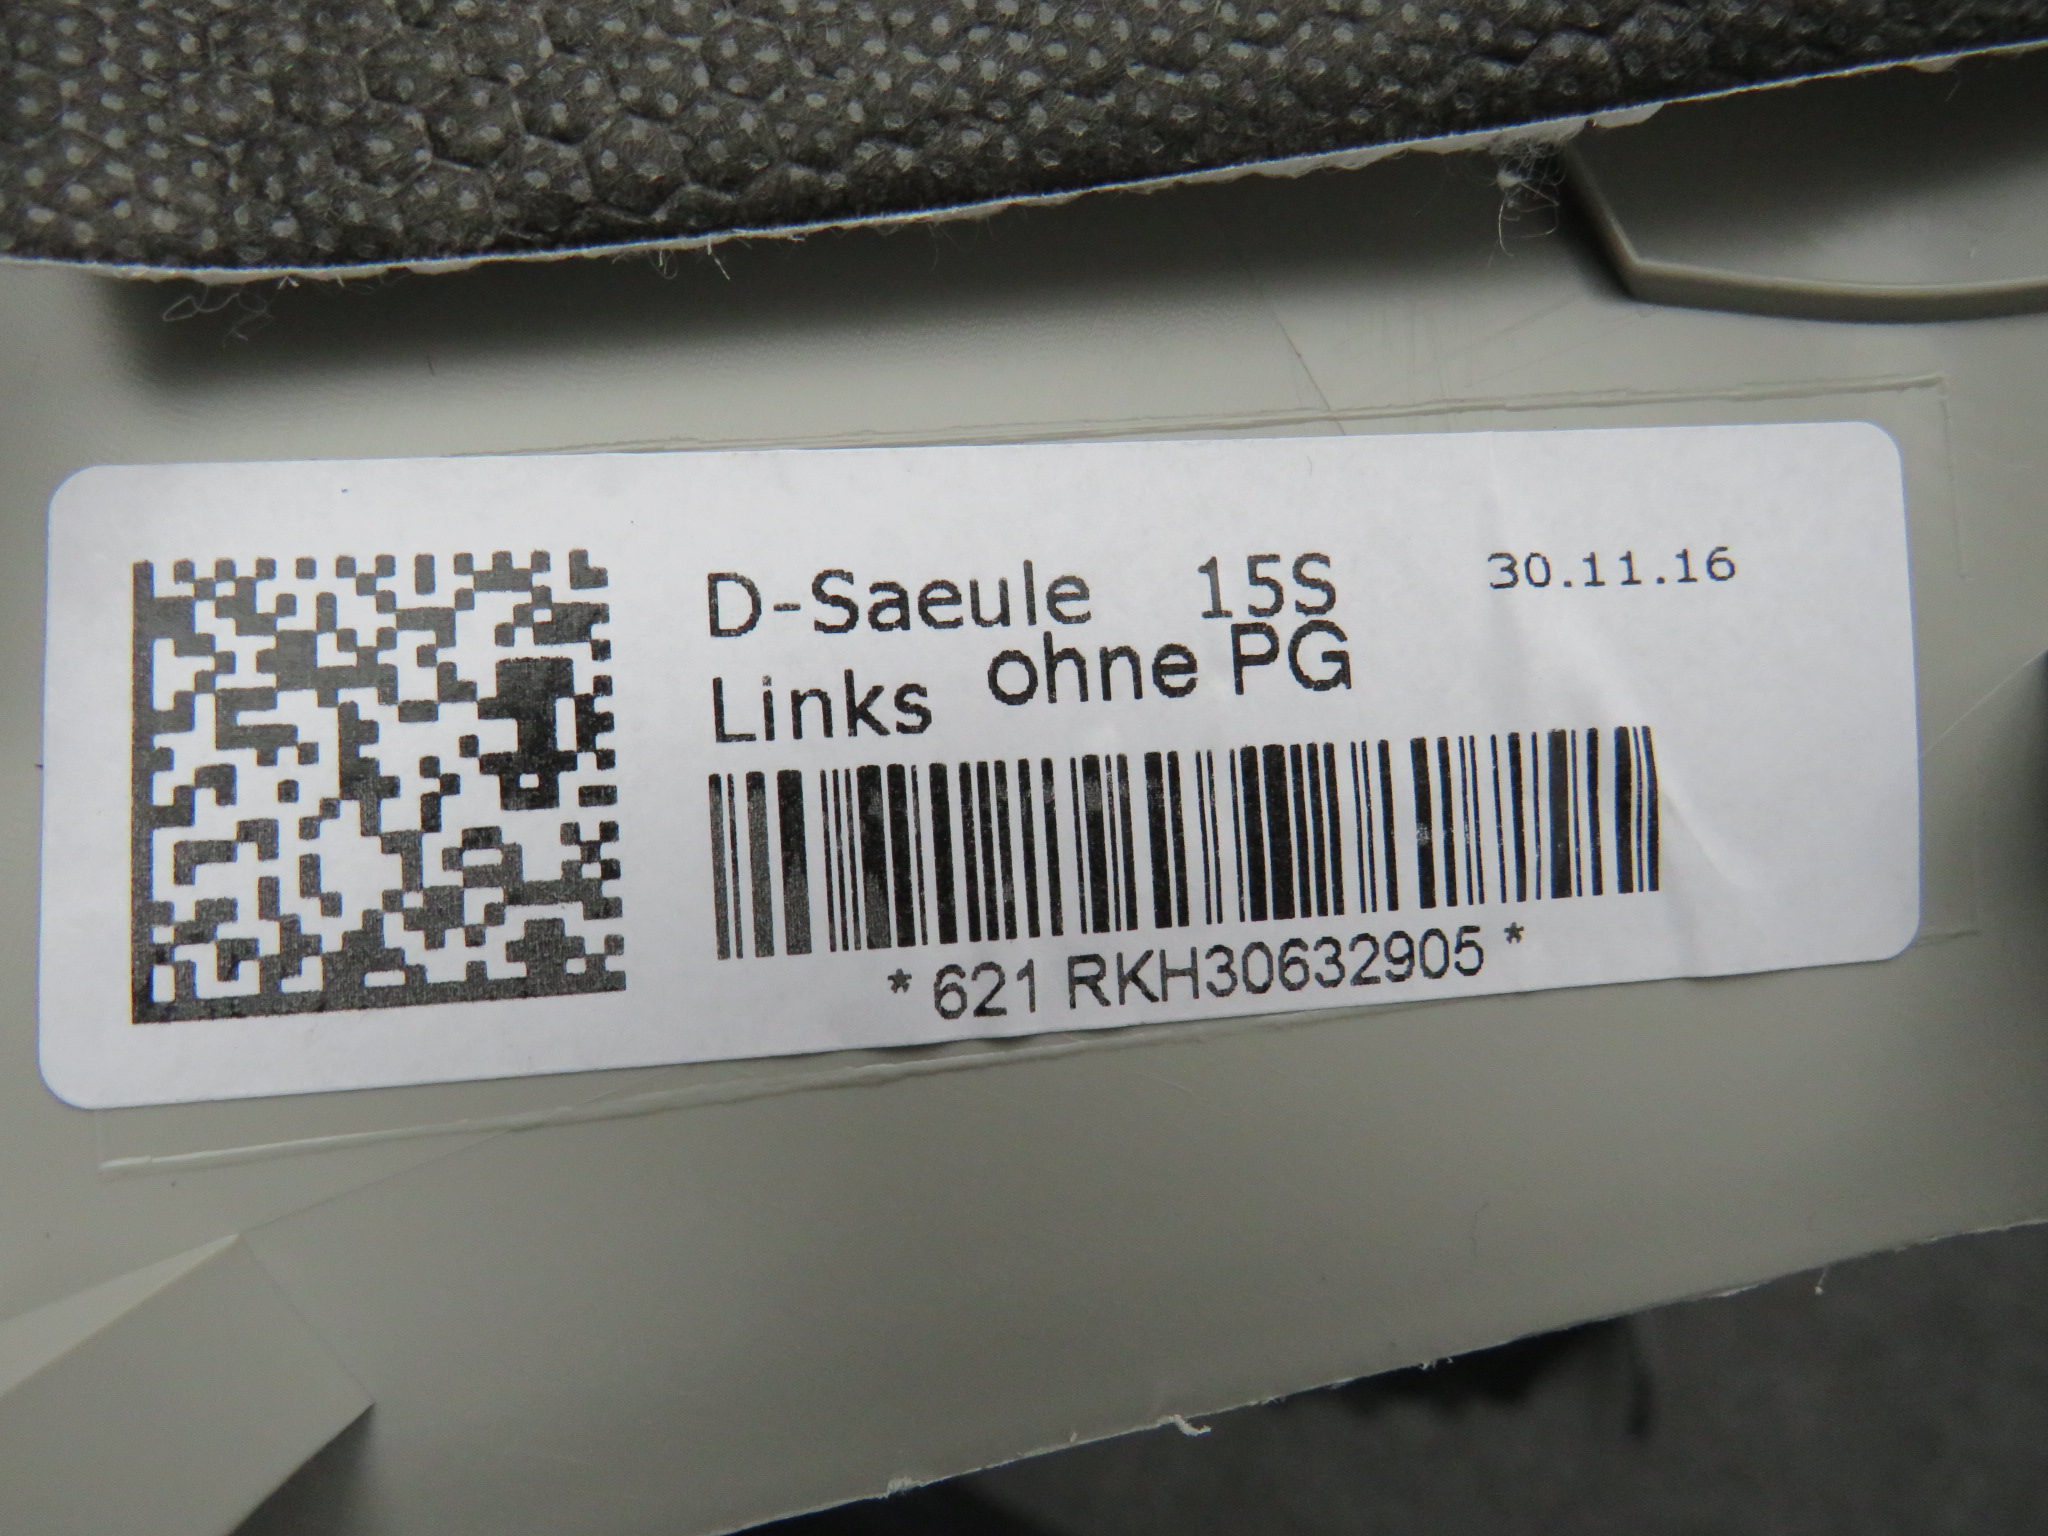 D-Saeule 15S 30.11.16
Links ohne PG
* 621 RKH30632905 *